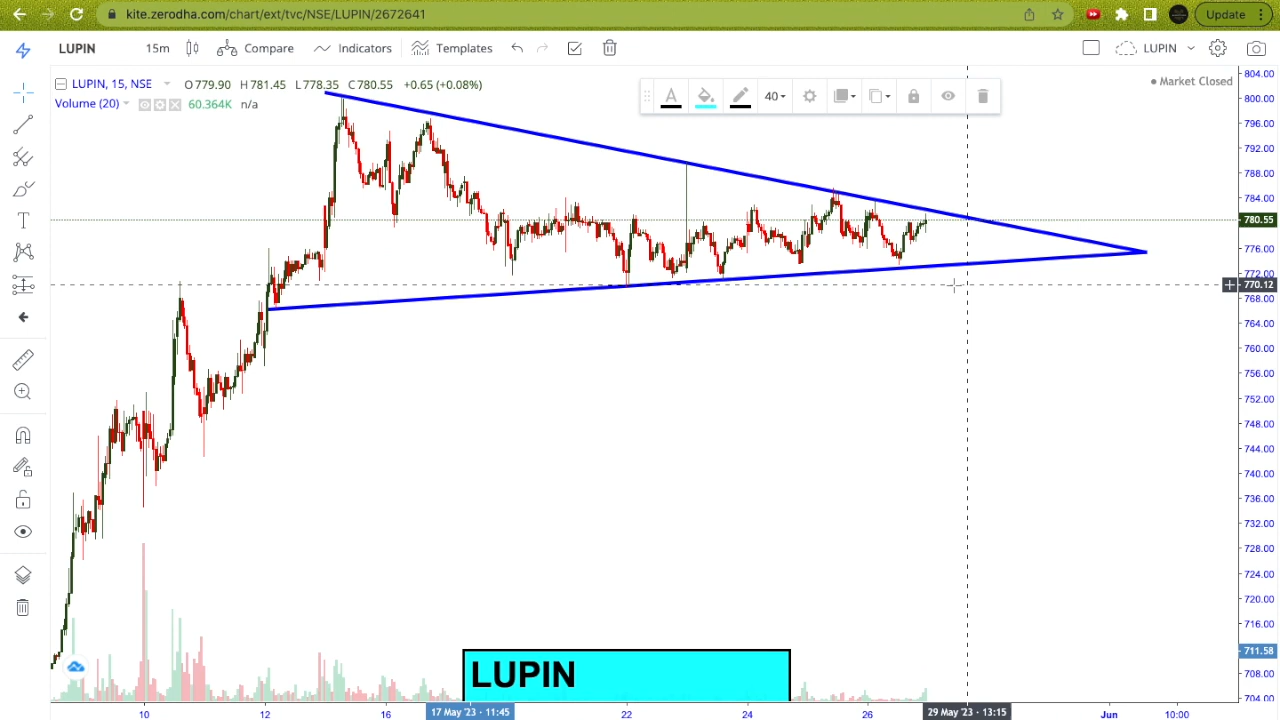 kite.zerodha.com/chart/ext/tvc/NSE/LUPIN/2672641
Update
LUPIN 15m Compare Indicators Templates LUPIN
LUPIN, 15, NSE O779.90 H781.45 L778.35 C780.55 +0.65 (+0.08%)
Market Closed
Volume (20) 60.364K n/a
A 40
T
804.00
800.00
796.00
792.00
788.00
784.00
780.55
776.00
772.00
770.12
768.00
764.00
760.00
756.00
752.00
748.00
744.00
740.00
736.00
732.00
728.00
724.00
720.00
716.00
711.58
708.00
704.00
LUPIN
10 12 16 17 May '23 · 11:45 22 24 26 29 May '23 · 13:15 Jun 10:00